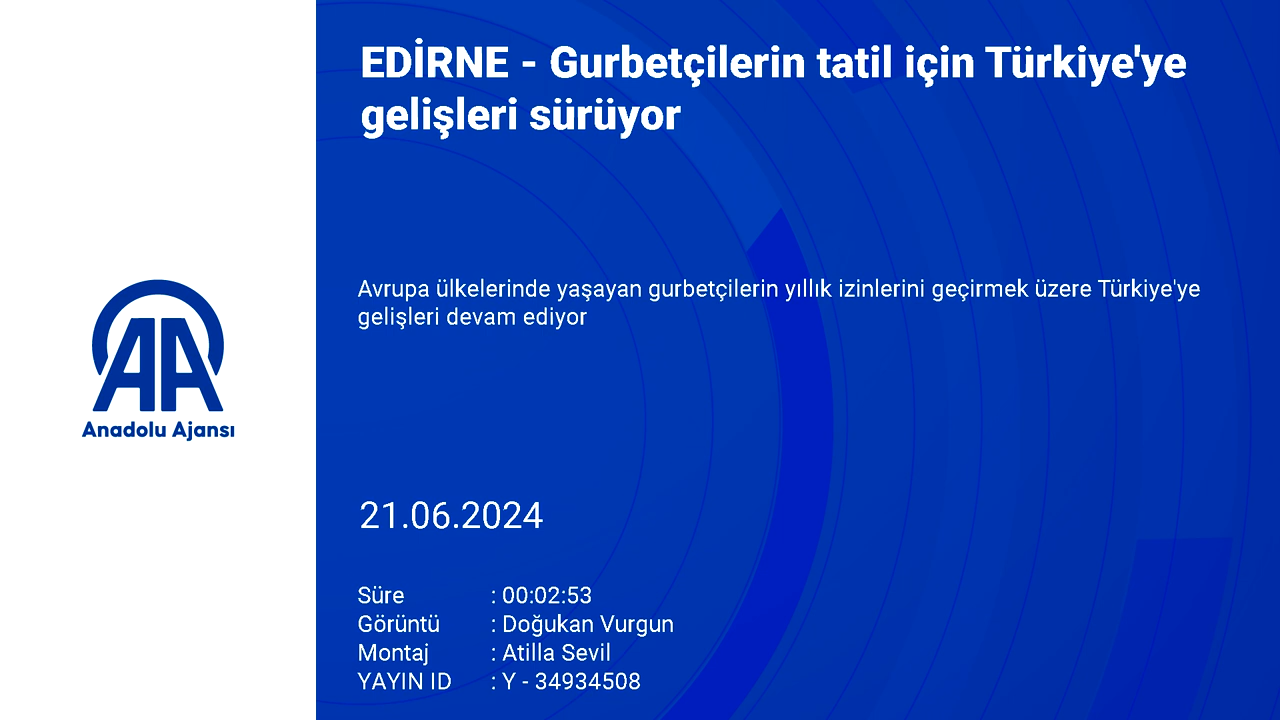 EDİRNE - Gurbetçilerin tatil için Türkiye'ye
gelişleri sürüyor
Avrupa ülkelerinde yaşayan gurbetçilerin yıllık izinlerini geçirmek üzere Türkiye'ye
gelişleri devam ediyor
AA
Anadolu Ajansı
21.06.2024
Süre : 00:02:53
Görüntü : Doğukan Vurgun
Montaj : Atilla Sevil
YAYIN ID : Y - 34934508